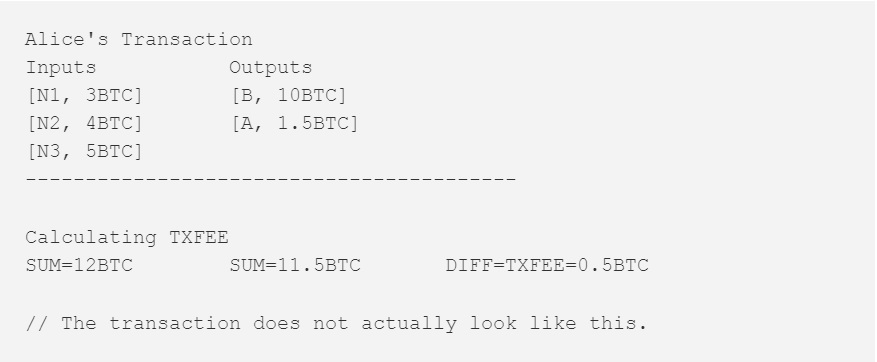 Alice's Transaction
Inputs Outputs
[N1, 3BTC] [B, 10BTC]
[N2, 4BTC] [A, 1.5BTC]
[N3, 5BTC]
-----------------------------------------
Calculating TXFEE
SUM=12BTC SUM=11.5BTC DIFF=TXFEE=0.5BTC
// The transaction does not actually look like this.